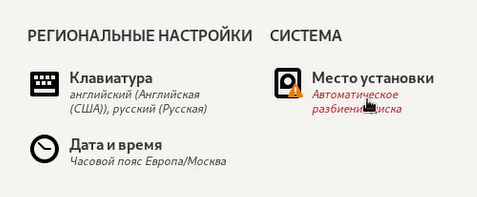 РЕГИОНАЛЬНЫЕ НАСТРОЙКИ
СИСТЕМА
Клавиатура
английский (Английская
(США)), русский (Русская)
Дата и время
Часовой пояс Европа/Москва
Место установки
Автоматическое